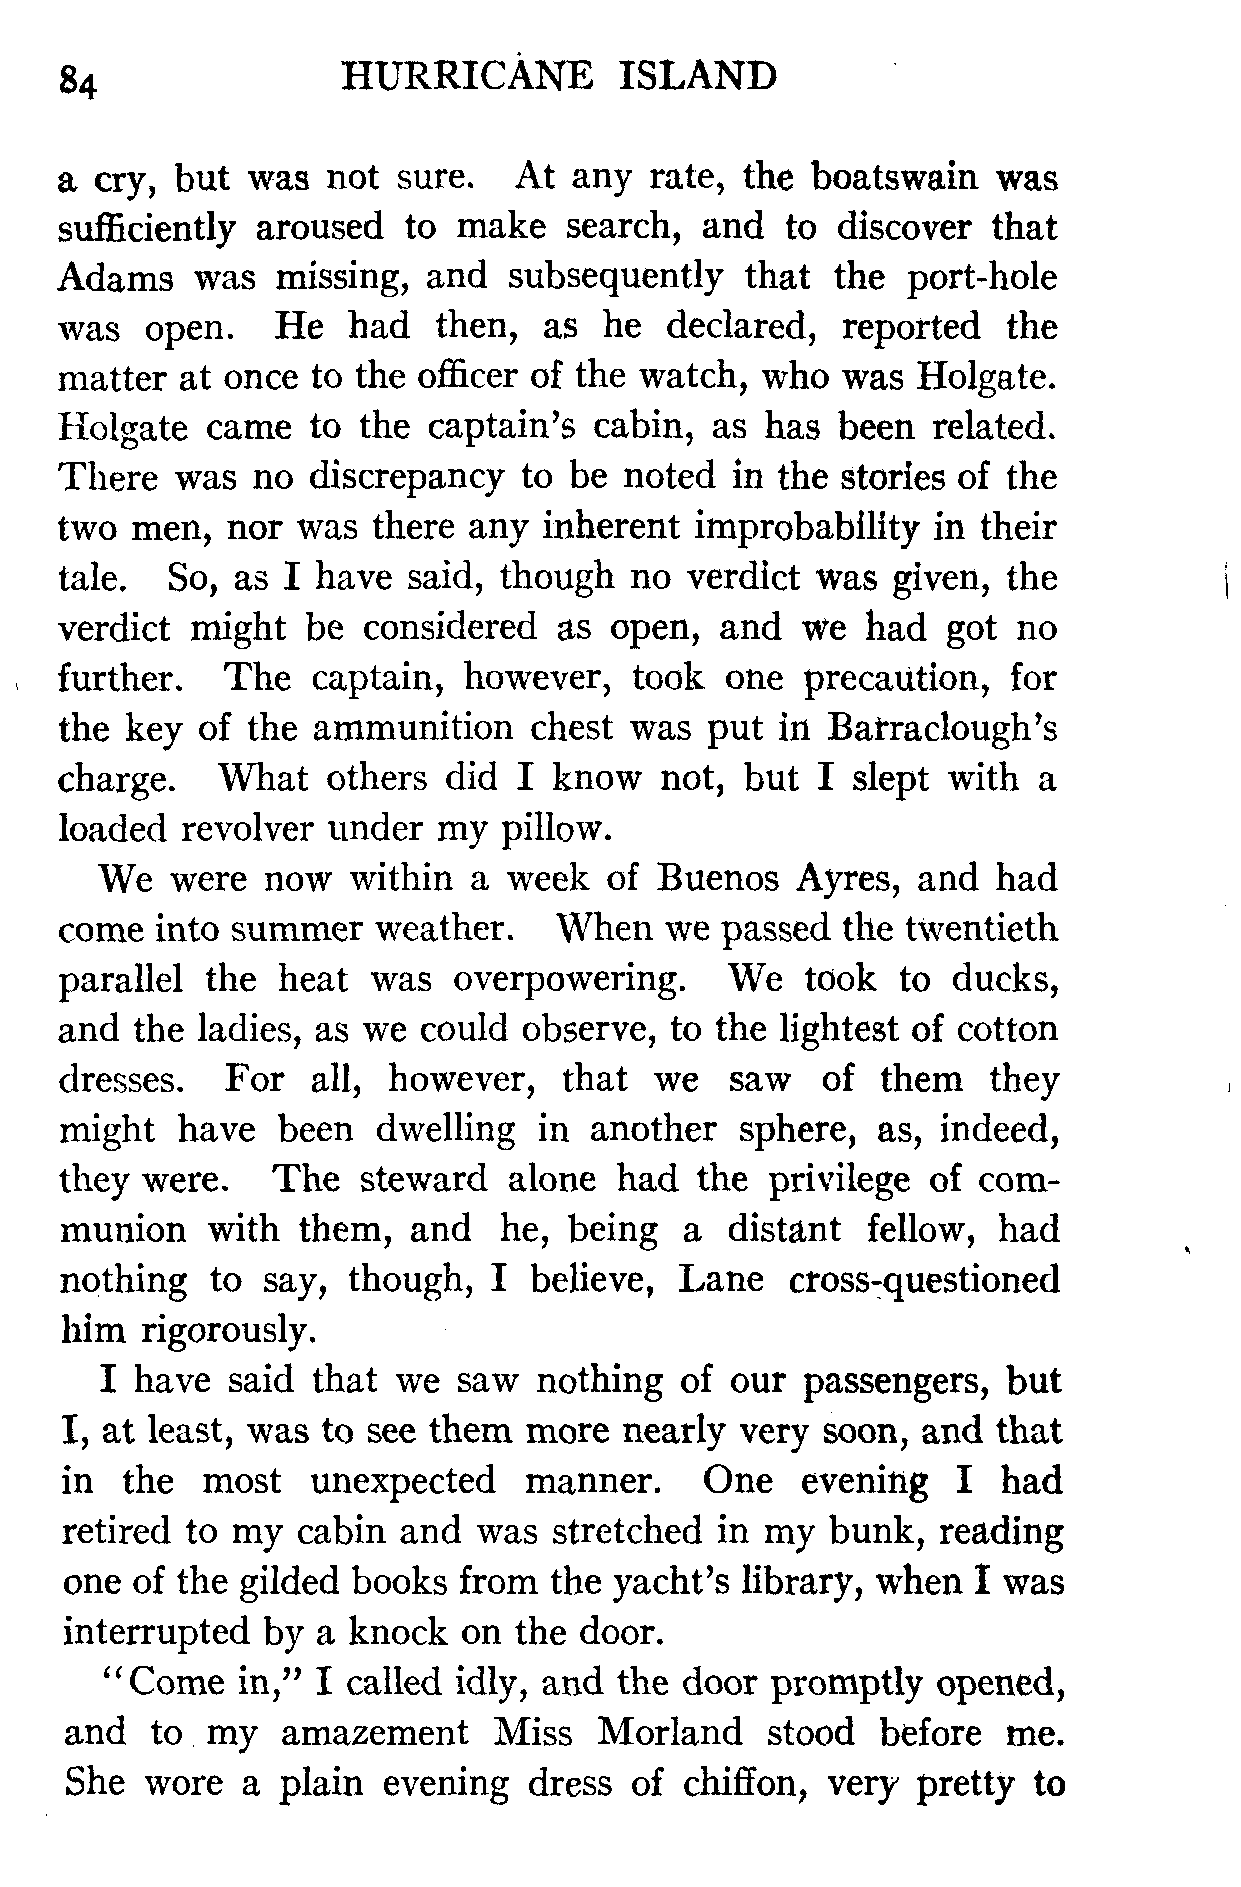 84 HURRICANE ISLAND
a cry, but was not sure. At any rate, the boatswain was
sufficiently aroused to make search, and to discover that
Adams was missing, and subsequently that the port-hole
was open. He had then, as he declared, reported the
matter at once to the officer of the watch, who was Holgate.
Holgate came to the captain's cabin, as has been related.
There was no discrepancy to be noted in the stories of the
two men, nor was there any inherent improbability in their
tale. So, as I have said, though no verdict was given, the
verdict might be considered as open, and we had got no
further. The captain, however, took one precaution, for
the key of the ammunition chest was put in Barraclough's
charge. What others did I know not, but I slept with a
loaded revolver under my pillow.
We were now within a week of Buenos Ayres, and had
come into summer weather. When we passed the twentieth
parallel the heat was overpowering. We took to ducks,
and the ladies, as we could observe, to the lightest of cotton
dresses. For all, however, that we saw of them they
might have been dwelling in another sphere, as, indeed,
they were. The steward alone had the privilege of com-
munion with them, and he, being a distant fellow, had
nothing to say, though, I believe, Lane cross-questioned
him rigorously.
I have said that we saw nothing of our passengers, but
I, at least, was to see them more nearly very soon, and that
in the most unexpected manner. One evening I had
retired to my cabin and was stretched in my bunk, reading
one of the gilded books from the yacht's library, when I was
interrupted by a knock on the door.
"Come in," I called idly, and the door promptly opened,
and to my amazement Miss Morland stood before me.
She wore a plain evening dress of chiffon, very pretty to